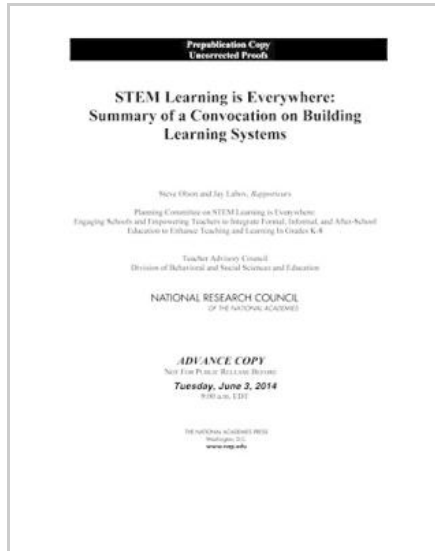 Prepublication Copy
Uncorrected Proofs
STEM Learning is Everywhere:
Summary of a Convocation on Building
Learning Systems
Steve Olson and Jay Labov, Rapporteurs
Planning Committee on STEM Learning is Everywhere:
Engaging Schools and Empowering Teachers to Integrate Formal, Informal, and After-School
Education to Enhance Teaching and Learning In Grades K-8
Teacher Advisory Council
Division of Behavioral and Social Sciences and Education
NATIONAL RESEARCH COUNCIL
OF THE NATIONAL ACADEMIES
ADVANCE COPY
NOT FOR PUBLIC RELEASE BEFORE
Tuesday, June 3, 2014
9:00 a.m. EDT
THE NATIONAL ACADEMIES PRESS
Washington, D.C.
www.nap.edu